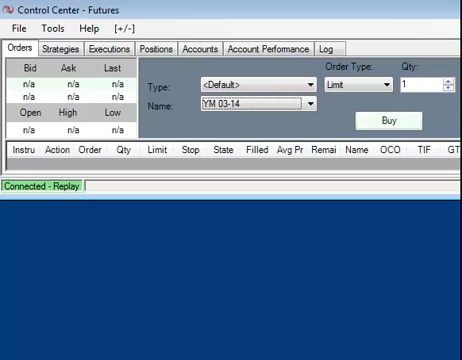 Control Center - Futures
File Tools Help [+/-]
Orders Strategies Executions Positions Accounts Account Performance Log
Bid Ask Last
n/a n/a n/a
n/a n/a n/a
Open High Low
n/a n/a n/a
Order Type: Qty:
Type: <Default> Limit 1
Name: YM 03-14
Buy
Instru Action Order Qty Limit Stop State Filled Avg Pr Remai Name OCO TIF GT
Connected - Replay